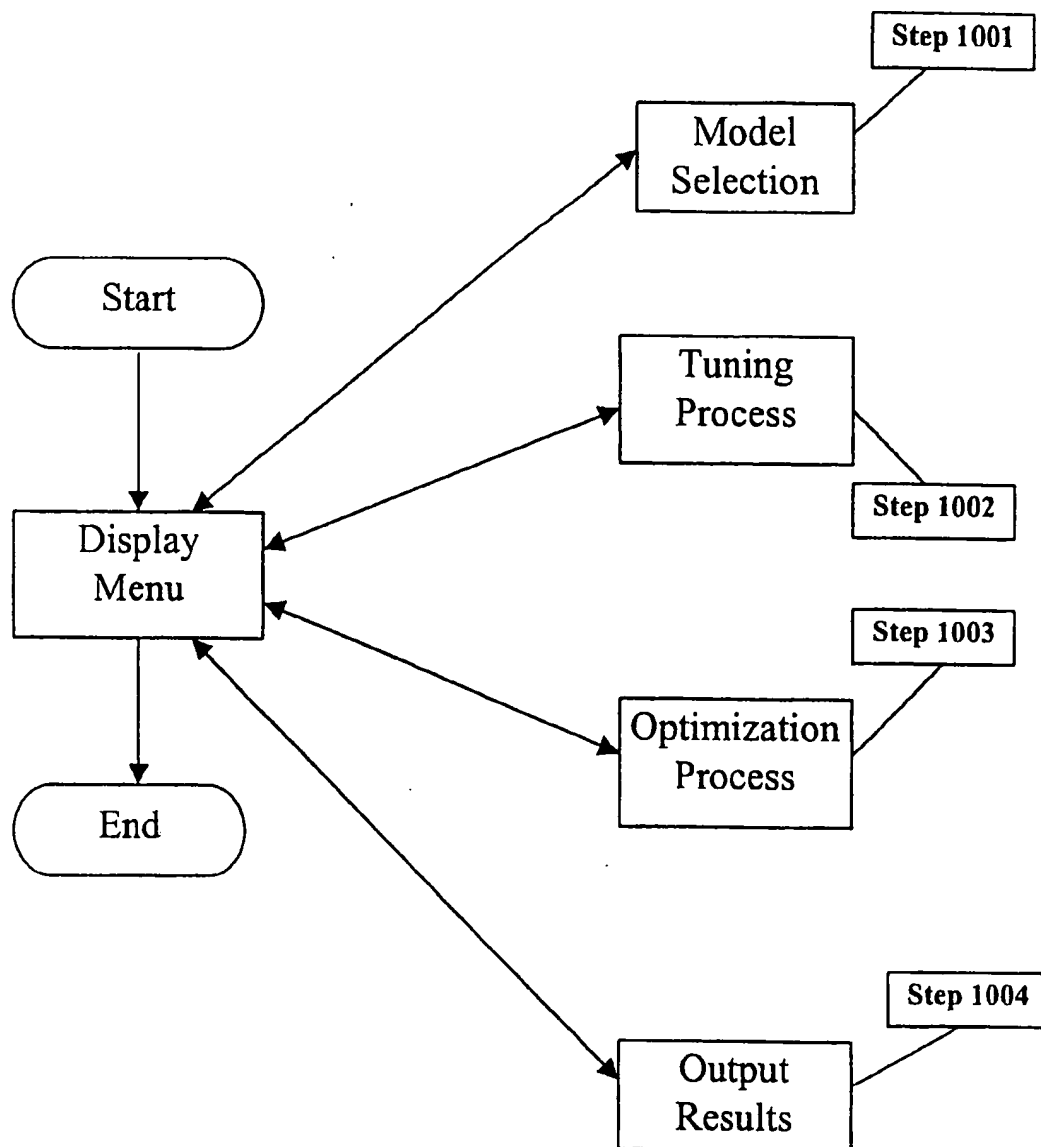 Step 1001
Model
Selection
Start
Tuning
Process
Step 1002
Display
Menu
Step 1003
Optimization
Process
End
Step 1004
Output
Results